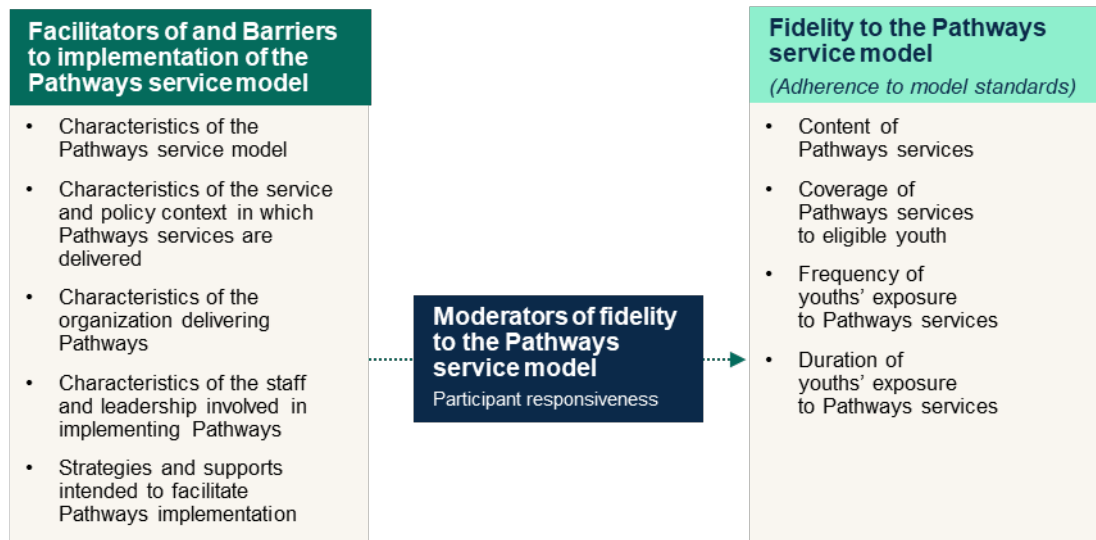 Facilitators of and Barriers
to implementation of the
Pathways service model
• Characteristics of the
Pathways service model
• Characteristics of the service
and policy context in which
Pathways services are
delivered
• Characteristics of the
organization delivering
Pathways
• Characteristics of the staff
and leadership involved in
implementing Pathways
• Strategies and supports
intended to facilitate
Pathways implementation
Moderators of fidelity
to the Pathways
service model
Participant responsiveness
Fidelity to the Pathways
service model
(Adherence to model standards)
• Content of
Pathways services
• Coverage of
Pathways services
to eligible youth
• Frequency of
youths’ exposure
to Pathways services
• Duration of
youths’ exposure
to Pathways services